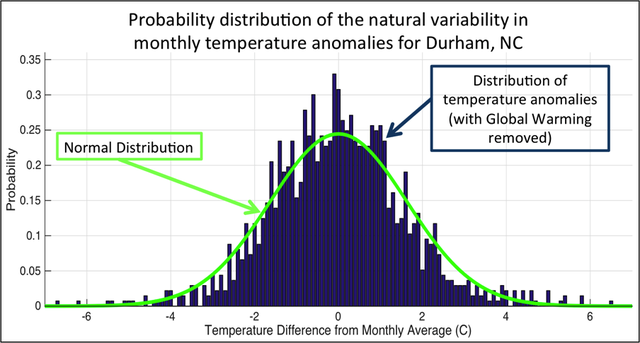 Probability distribution of the natural variability in
monthly temperature anomalies for Durham, NC
0.35
0.3
0.25
0.2
0.15
0.1
0.05
0
Probability
Normal Distribution
Distribution of
temperature anomalies
(with Global Warming
removed)
-6 -4 -2 0 2 4 6
Temperature Difference from Monthly Average (C)